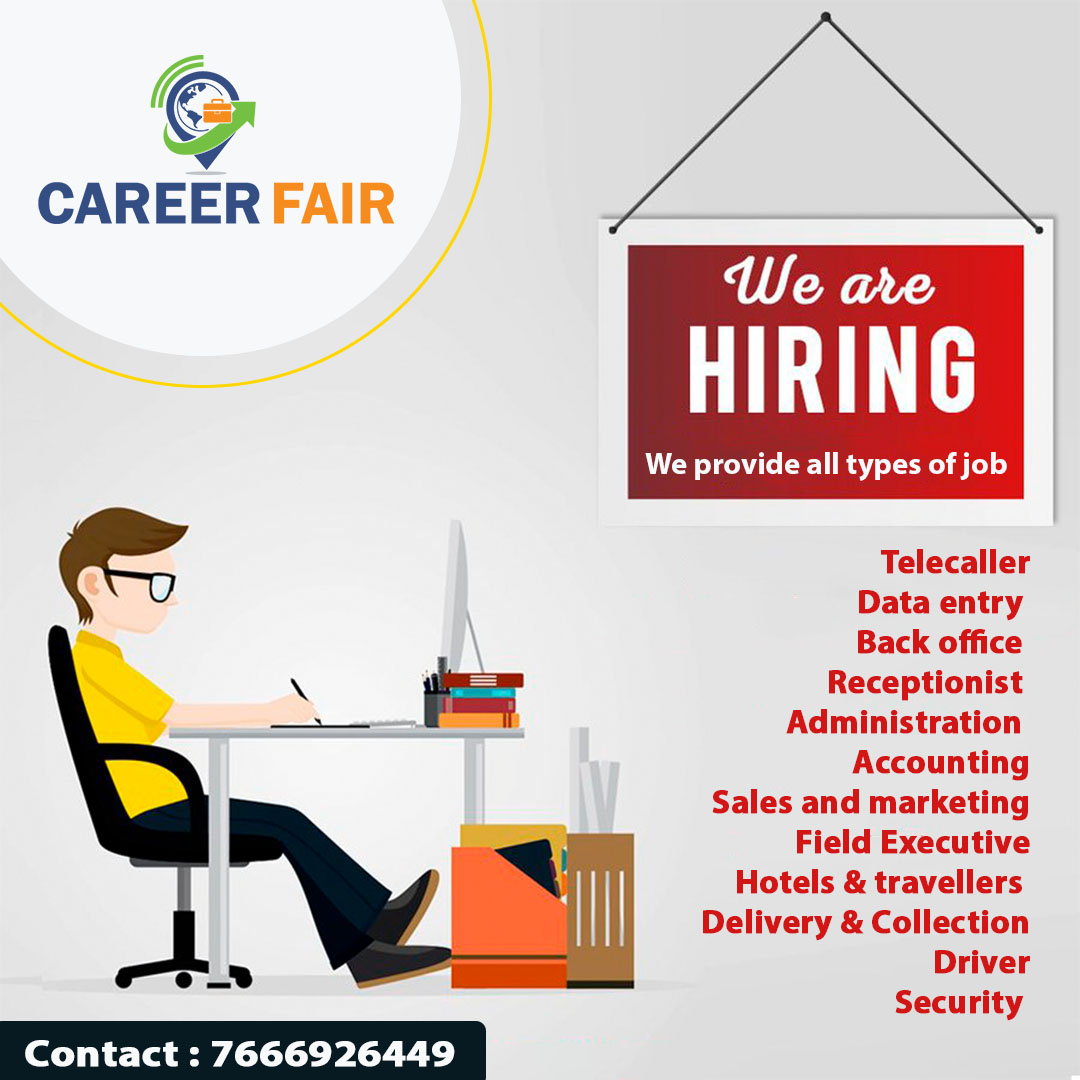 CAREER FAIR
We are
HIRING
We provide all types of job
Telecaller
Data entry
Back office
Receptionist
Administration
Accounting
Sales and marketing
Field Executive
Hotels & travellers
Delivery & Collection
Driver
Security
Contact : 7666926449